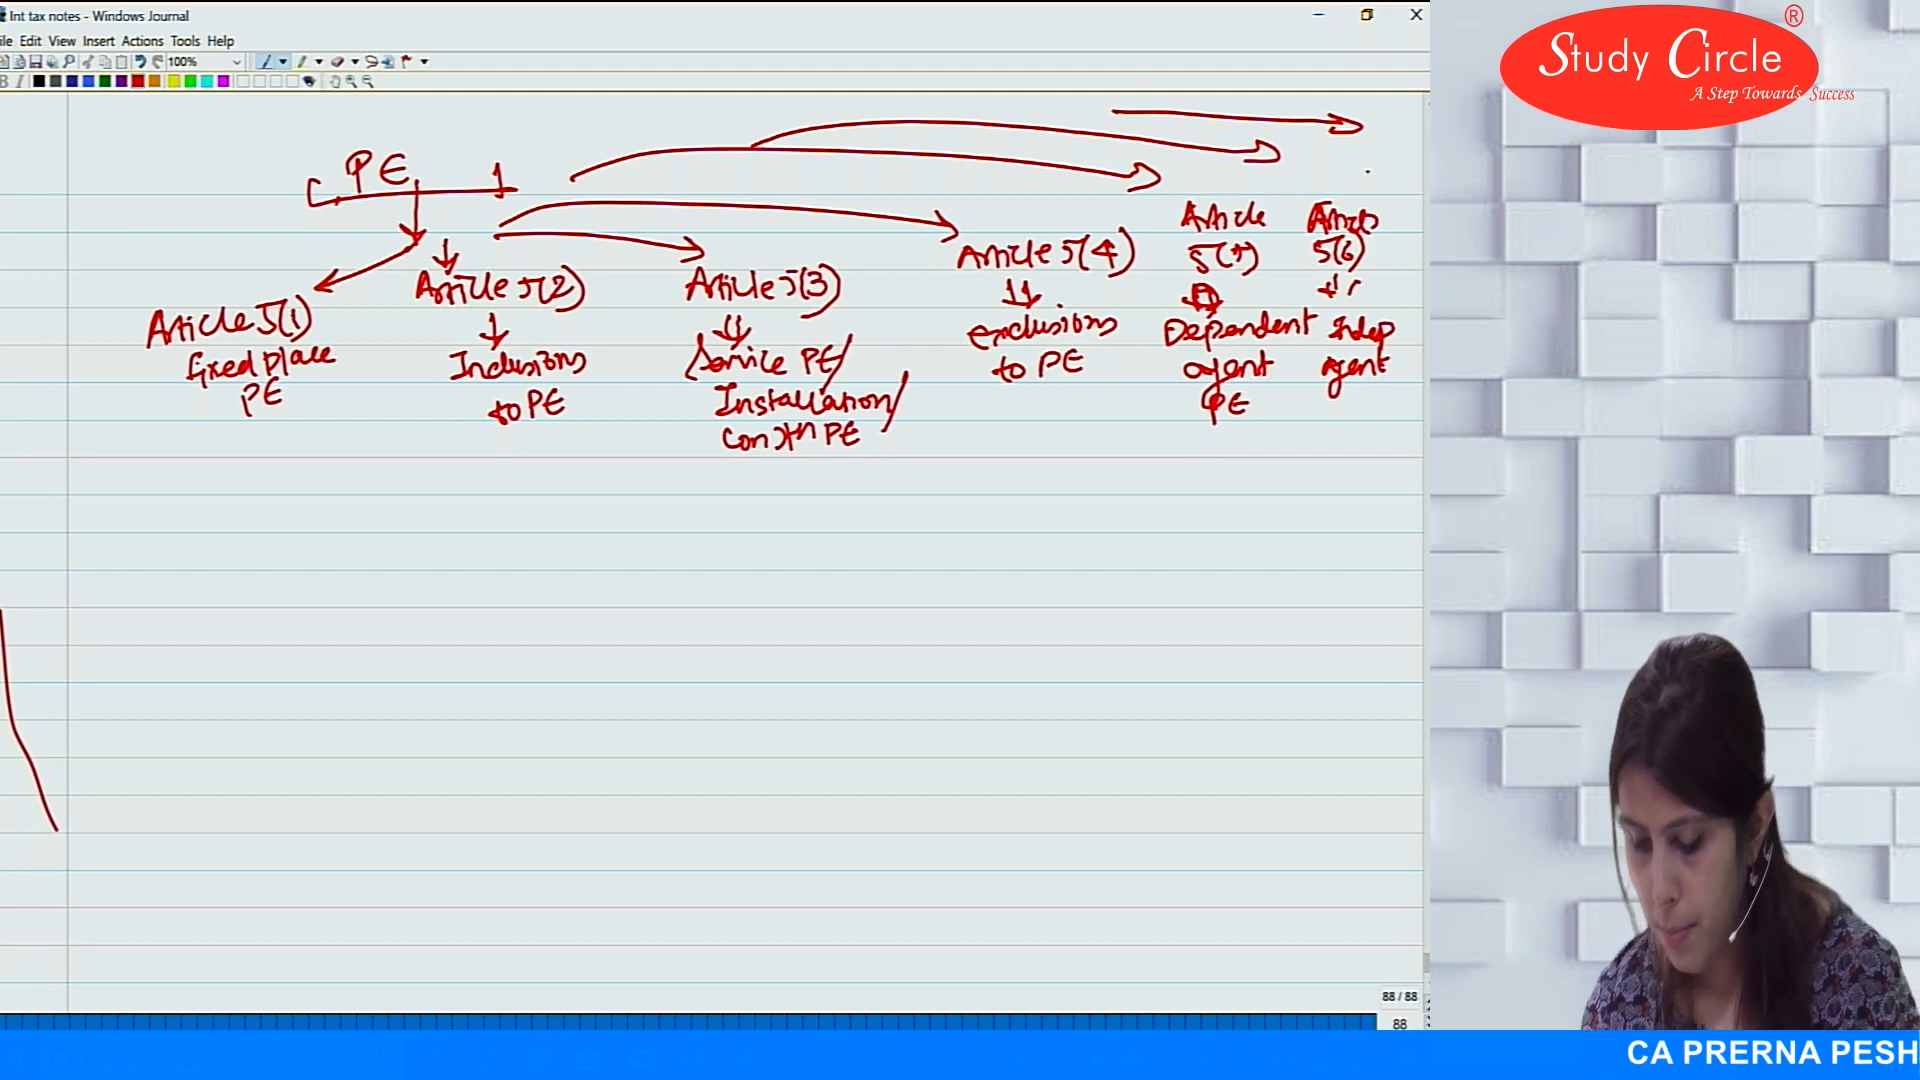 Int tax notes - Windows Journal
ile Edit View Insert Actions Tools Help
100%
B I
Study Circle ®
A Step Towards Success
PE
Article 5(1)
fixed place
PE
Article 5(2)
Inclusions
to PE
Article 5(3)
Service PE/
Installation/
Constn PE
Article 5(4)
exclusions
to PE
Article
5(5)
Dependent
agent
PE
Article
5(6)
Indep
agent
88 / 88
88
CA PRERNA PESH